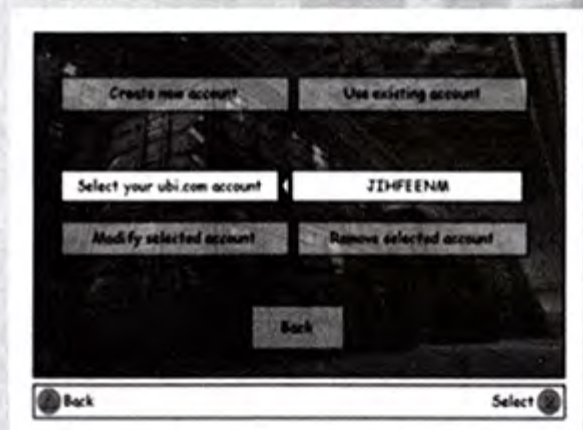 Create new account Use existing account
Select your ubi.com account JIHFEENM
Modify selected account Remove selected account
Back
Back Select